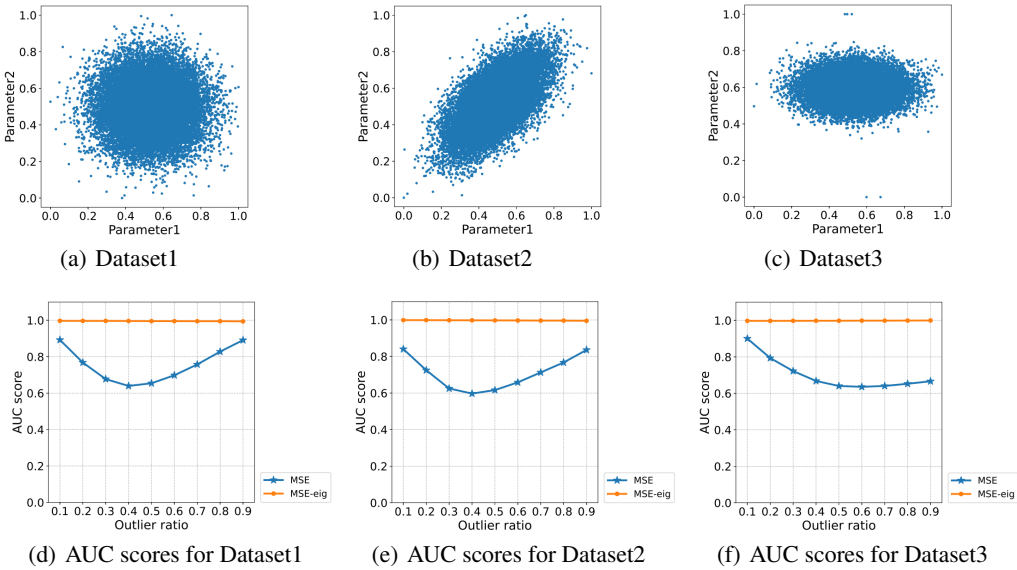 1.0
0.8
0.6
0.4
0.2
0.0
Parameter2
0.0 0.2 0.4 0.6 0.8 1.0
Parameter1
(a) Dataset1
1.0
0.8
0.6
0.4
0.2
0.0
Parameter2
0.0 0.2 0.4 0.6 0.8 1.0
Parameter1
(b) Dataset2
1.0
0.8
0.6
0.4
0.2
0.0
Parameter2
0.0 0.2 0.4 0.6 0.8 1.0
Parameter1
(c) Dataset3
1.0
0.8
0.6
0.4
0.2
0.0
AUC score
0.1 0.2 0.3 0.4 0.5 0.6 0.7 0.8 0.9
Outlier ratio
MSE
MSE-eig
(d) AUC scores for Dataset1
1.0
0.8
0.6
0.4
0.2
0.0
AUC score
0.1 0.2 0.3 0.4 0.5 0.6 0.7 0.8 0.9
Outlier ratio
MSE
MSE-eig
(e) AUC scores for Dataset2
1.0
0.8
0.6
0.4
0.2
0.0
AUC score
0.1 0.2 0.3 0.4 0.5 0.6 0.7 0.8 0.9
Outlier ratio
MSE
MSE-eig
(f) AUC scores for Dataset3